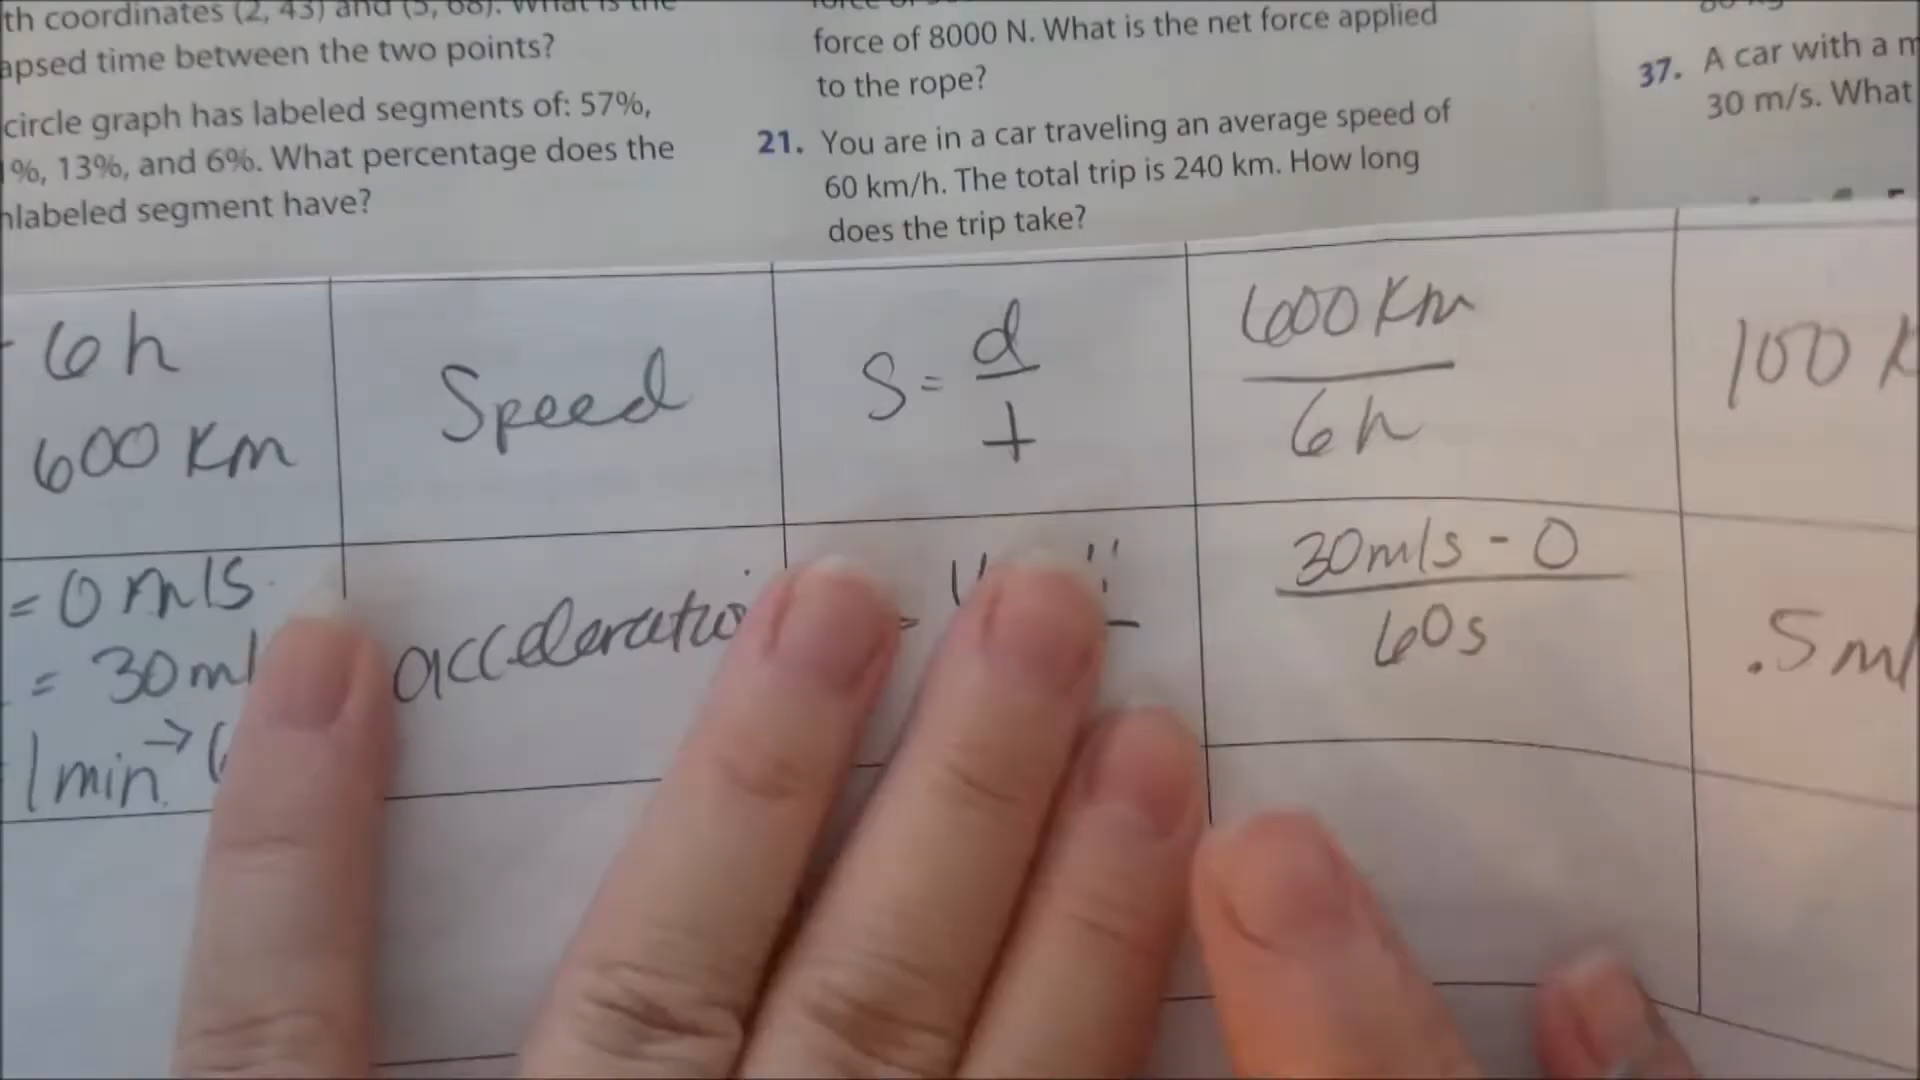 th coordinates (2, 43) and (5, 68). What is the
apsed time between the two points?
circle graph has labeled segments of: 57%,
%, 13%, and 6%. What percentage does the
nlabeled segment have?
force of 8000 N. What is the net force applied
to the rope?
21. You are in a car traveling an average speed of
60 km/h. The total trip is 240 km. How long
does the trip take?
37. A car with a m
30 m/s. What
6h
600 Km
Speed
S = d
t
600 Km
6h
100 K
= 0 m/s
= 30 m/
1 min →
acceleratio
30m/s - 0
60s
.5 m/